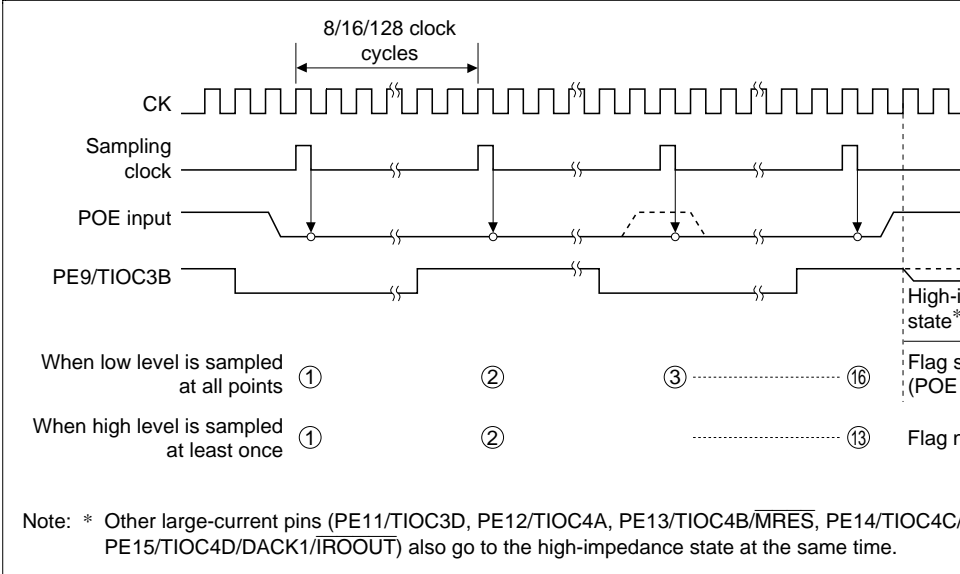 8/16/128 clock
cycles
CK
Sampling
clock
POE input
PE9/TIOC3B
High-i
state*
When low level is sampled
at all points
① ② ③ ⑯
Flag s
(POE
When high level is sampled
at least once
① ② ⑬
Flag r
Note: * Other large-current pins (PE11/TIOC3D, PE12/TIOC4A, PE13/TIOC4B/MRES, PE14/TIOC4C/
PE15/TIOC4D/DACK1/IROOUT) also go to the high-impedance state at the same time.